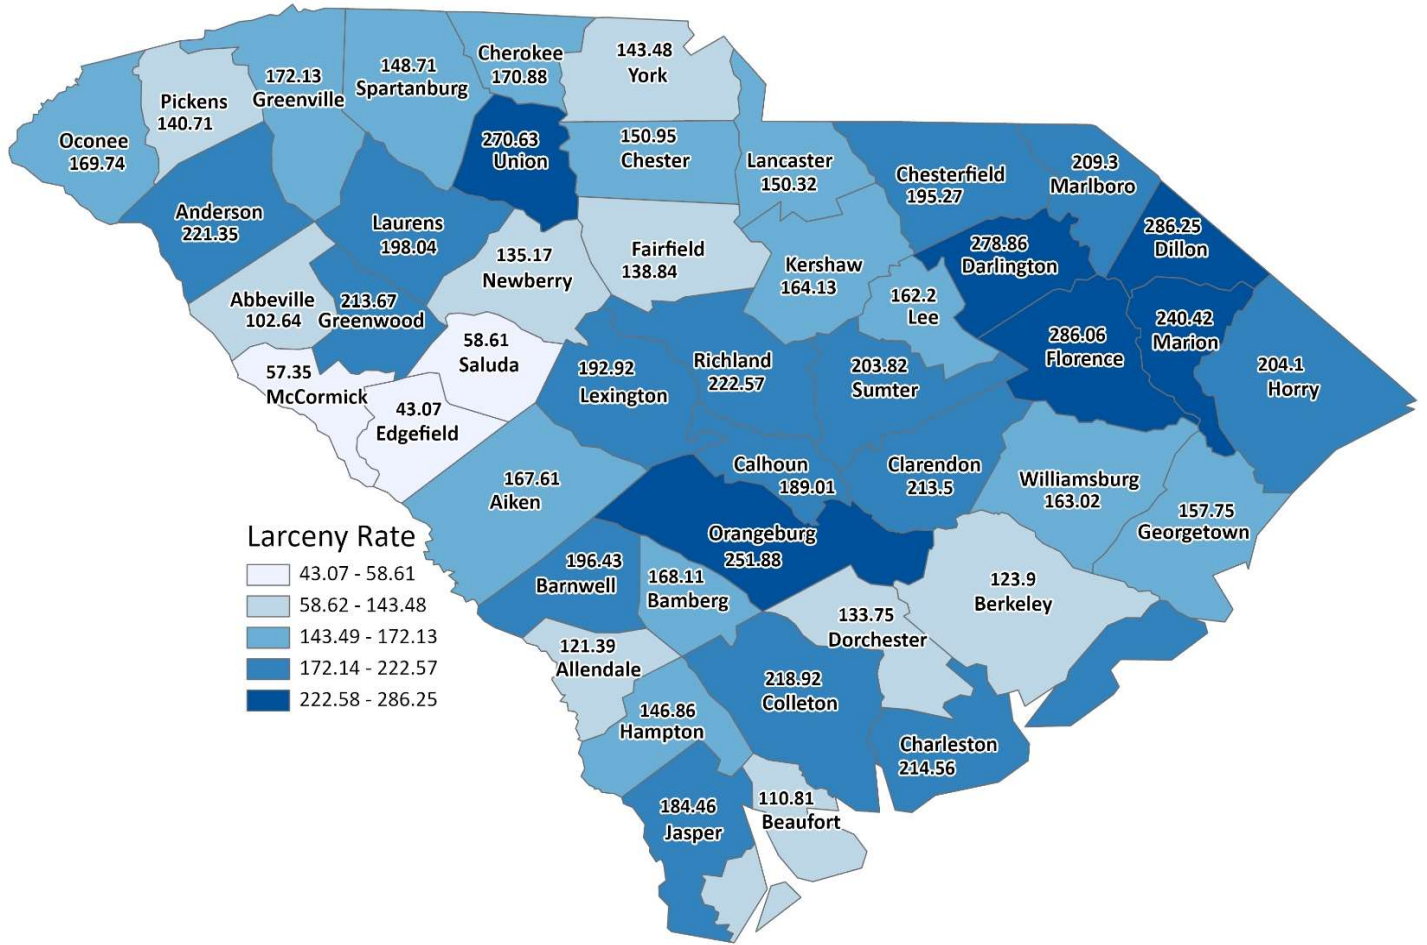 Cherokee
170.88
143.48
York
148.71
Spartanburg
172.13
Greenville
Pickens
140.71
Oconee
169.74
270.63
Union
150.95
Chester
Lancaster
150.32
Chesterfield
195.27
209.3
Marlboro
Anderson
221.35
Laurens
198.04
286.25
Dillon
278.86
Darlington
135.17
Newberry
Fairfield
138.84
Kershaw
164.13
162.2
Lee
Abbeville
102.64
213.67
Greenwood
58.61
Saluda
240.42
Marion
286.06
Florence
57.35
McCormick
192.92
Lexington
Richland
222.57
203.82
Sumter
204.1
Horry
43.07
Edgefield
167.61
Aiken
Calhoun
189.01
Clarendon
213.5
Williamsburg
163.02
157.75
Georgetown
Orangeburg
251.88
196.43
Barnwell
168.11
Bamberg
123.9
Berkeley
133.75
Dorchester
121.39
Allendale
218.92
Colleton
146.86
Hampton
Charleston
214.56
184.46
Jasper
110.81
Beaufort
Larceny Rate
43.07 - 58.61
58.62 - 143.48
143.49 - 172.13
172.14 - 222.57
222.58 - 286.25